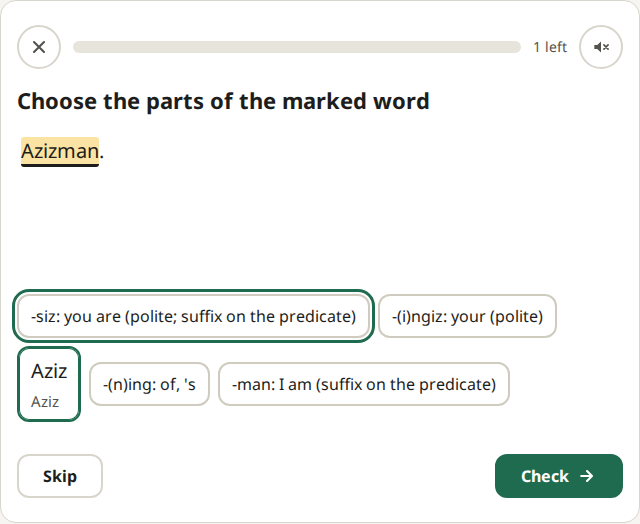 1 left
Choose the parts of the marked word
Azizman.
-siz: you are (polite; suffix on the predicate)
-(i)ngiz: your (polite)
Aziz
Aziz
-(n)ing: of, 's
-man: I am (suffix on the predicate)
Skip
Check